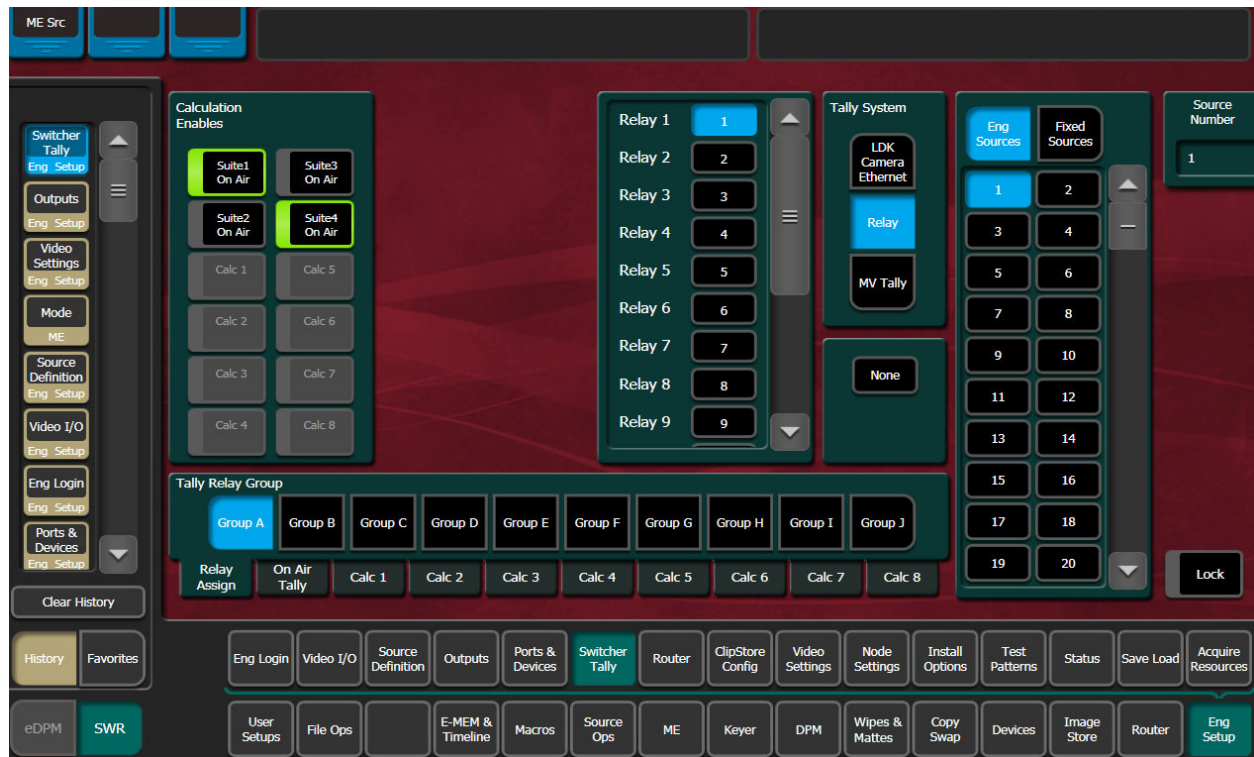 ME Src
Switcher
Tally
Eng Setup
Outputs
Eng Setup
Video
Settings
Eng Setup
Mode
ME
Source
Definition
Eng Setup
Video I/O
Eng Setup
Eng Login
Eng Setup
Ports &
Devices
Eng Setup
Clear History
History
Favorites
eDPM
SWR
Calculation
Enables
Suite1
On Air
Suite3
On Air
Suite2
On Air
Suite4
On Air
Calc 1
Calc 5
Calc 2
Calc 6
Calc 3
Calc 7
Calc 4
Calc 8
Relay 1 1
Relay 2 2
Relay 3 3
Relay 4 4
Relay 5 5
Relay 6 6
Relay 7 7
Relay 8 8
Relay 9 9
Tally System
LDK
Camera
Ethernet
Relay
MV Tally
None
Eng
Sources
Fixed
Sources
1 2
3 4
5 6
7 8
9 10
11 12
13 14
15 16
17 18
19 20
Source
Number
1
Lock
Tally Relay Group
Group A
Group B
Group C
Group D
Group E
Group F
Group G
Group H
Group I
Group J
Relay
Assign
On Air
Tally
Calc 1
Calc 2
Calc 3
Calc 4
Calc 5
Calc 6
Calc 7
Calc 8
Eng Login
Video I/O
Source
Definition
Outputs
Ports &
Devices
Switcher
Tally
Router
ClipStore
Config
Video
Settings
Node
Settings
Install
Options
Test
Patterns
Status
Save Load
Acquire
Resources
User
Setups
File Ops
E-MEM &
Timeline
Macros
Source
Ops
ME
Keyer
DPM
Wipes &
Mattes
Copy
Swap
Devices
Image
Store
Router
Eng
Setup